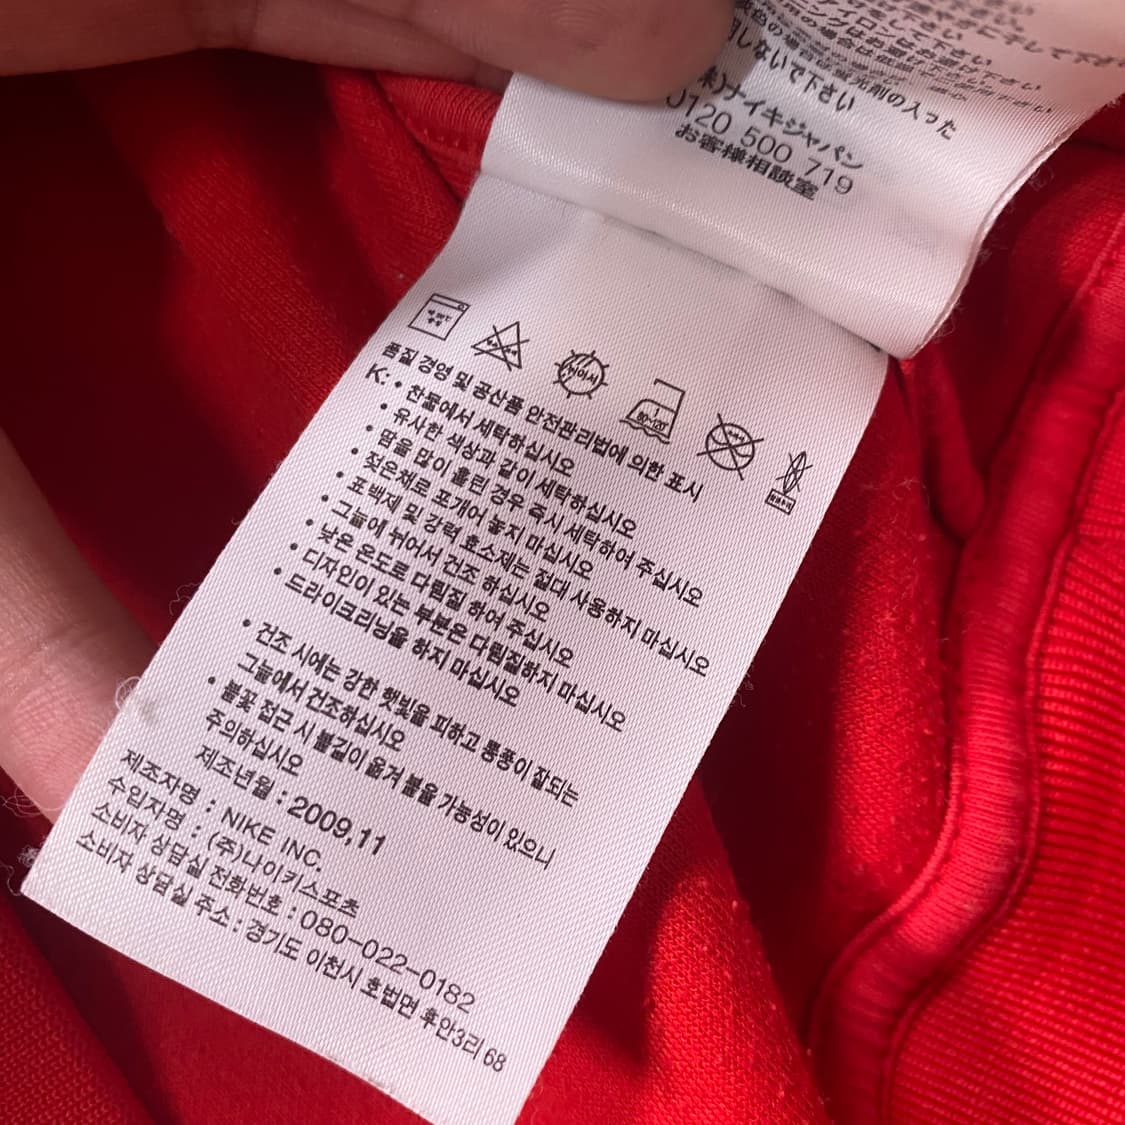 しないで下さい
ナイキジャパン
0120 500 719
お客様相談室
품질 경영 및 공산품 안전관리법에 의한 표시
K: • 찬물에서 세탁하십시오
• 유사한 색상과 같이 세탁하십시오
• 땀을 많이 흘린 경우 즉시 세탁하여 주십시오
• 젖은채로 포개어 놓지 마십시오
• 표백제 및 강력 효소제는 절대 사용하지 마십시오
• 그늘에 뉘어서 건조 하십시오
• 낮은 온도로 다림질 하여 주십시오
• 디자인이 있는 부분은 다림질하지 마십시오
• 드라이크리닝을 하지 마십시오
• 건조 시에는 강한 햇빛을 피하고 통풍이 잘되는
그늘에서 건조하십시오
• 불꽃 접근 시 불길이 옮겨 붙을 가능성이 있으니
주의하십시오
제조년월 : 2009,11
제조자명 : NIKE INC.
수입자명 : (주)나이키스포츠
소비자 상담실 전화번호 : 080-022-0182
소비자 상담실 주소 : 경기도 이천시 호법면 후안3리 68